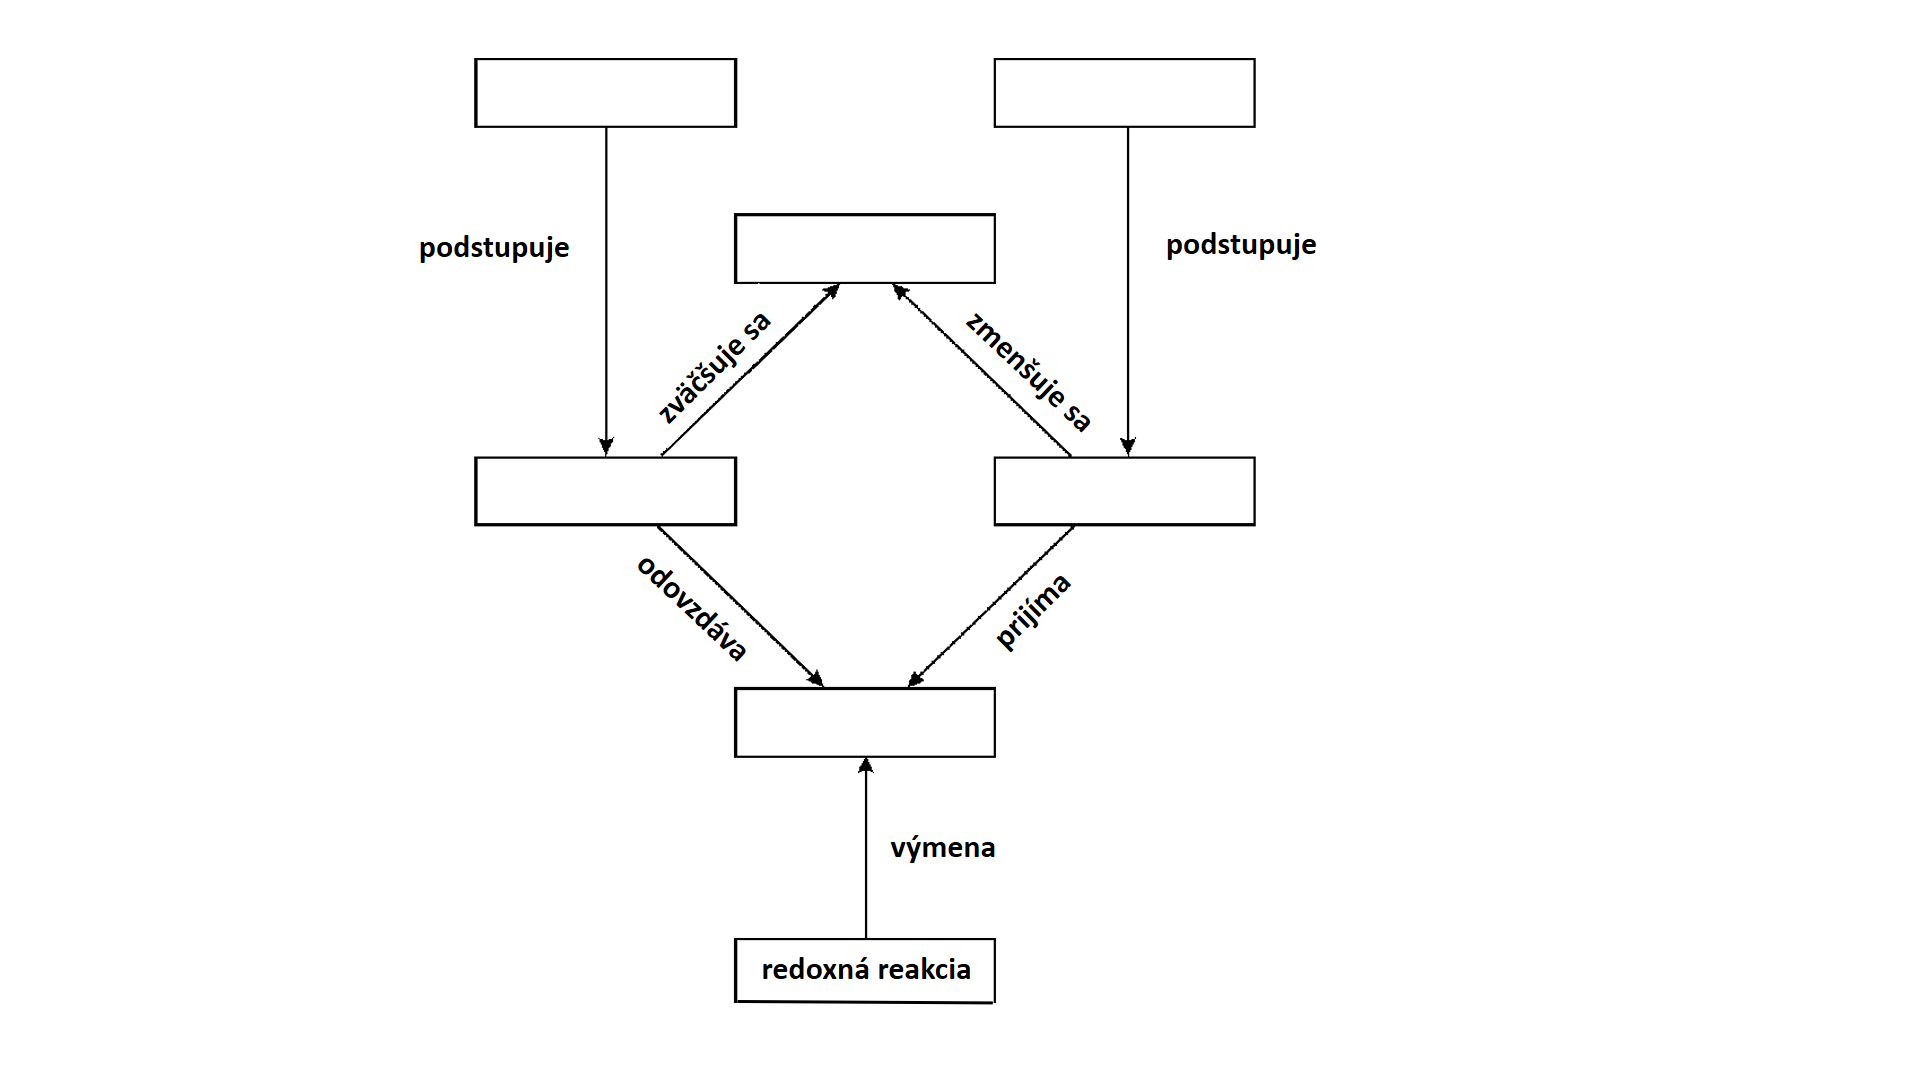 podstupuje
podstupuje
zväčšuje sa
zmenšuje sa
odovzdáva
prijíma
výmena
redoxná reakcia